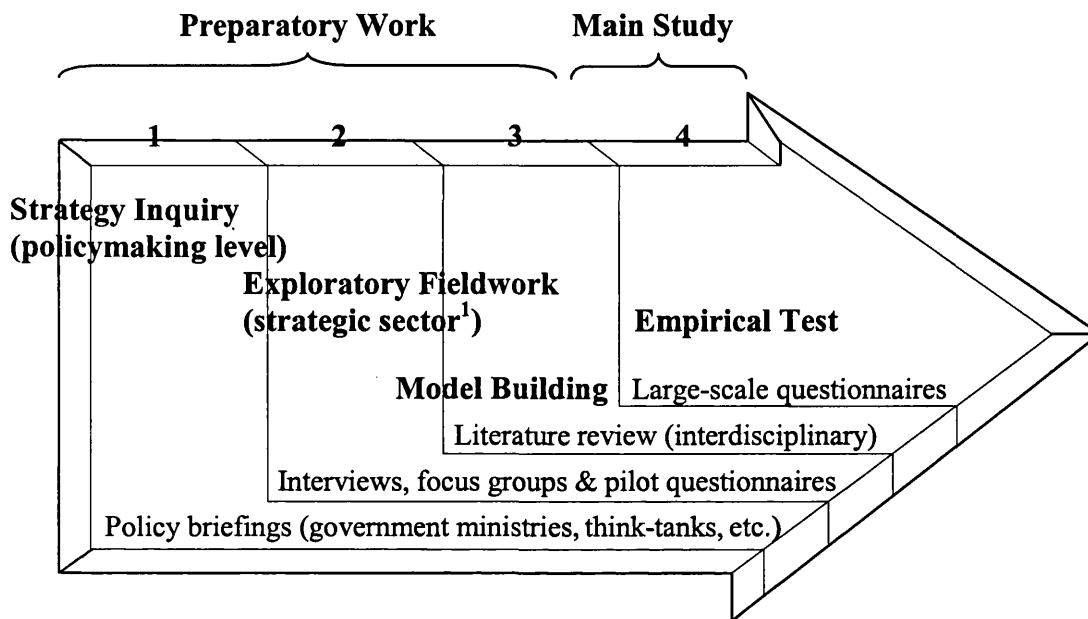 Preparatory Work
Main Study
1
2
3
4
Strategy Inquiry
(policymaking level)
Exploratory Fieldwork
(strategic sector¹)
Empirical Test
Model Building
Large-scale questionnaires
Literature review (interdisciplinary)
Interviews, focus groups & pilot questionnaires
Policy briefings (government ministries, think-tanks, etc.)